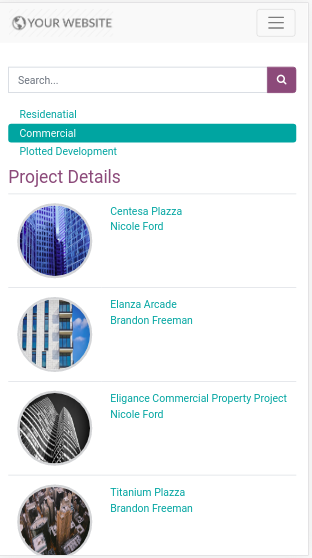 YOUR WEBSITE
Search...
Residenatial
Commercial
Plotted Development
Project Details
Centesa Plazza
Nicole Ford
Elanza Arcade
Brandon Freeman
Eligance Commercial Property Project
Nicole Ford
Titanium Plazza
Brandon Freeman